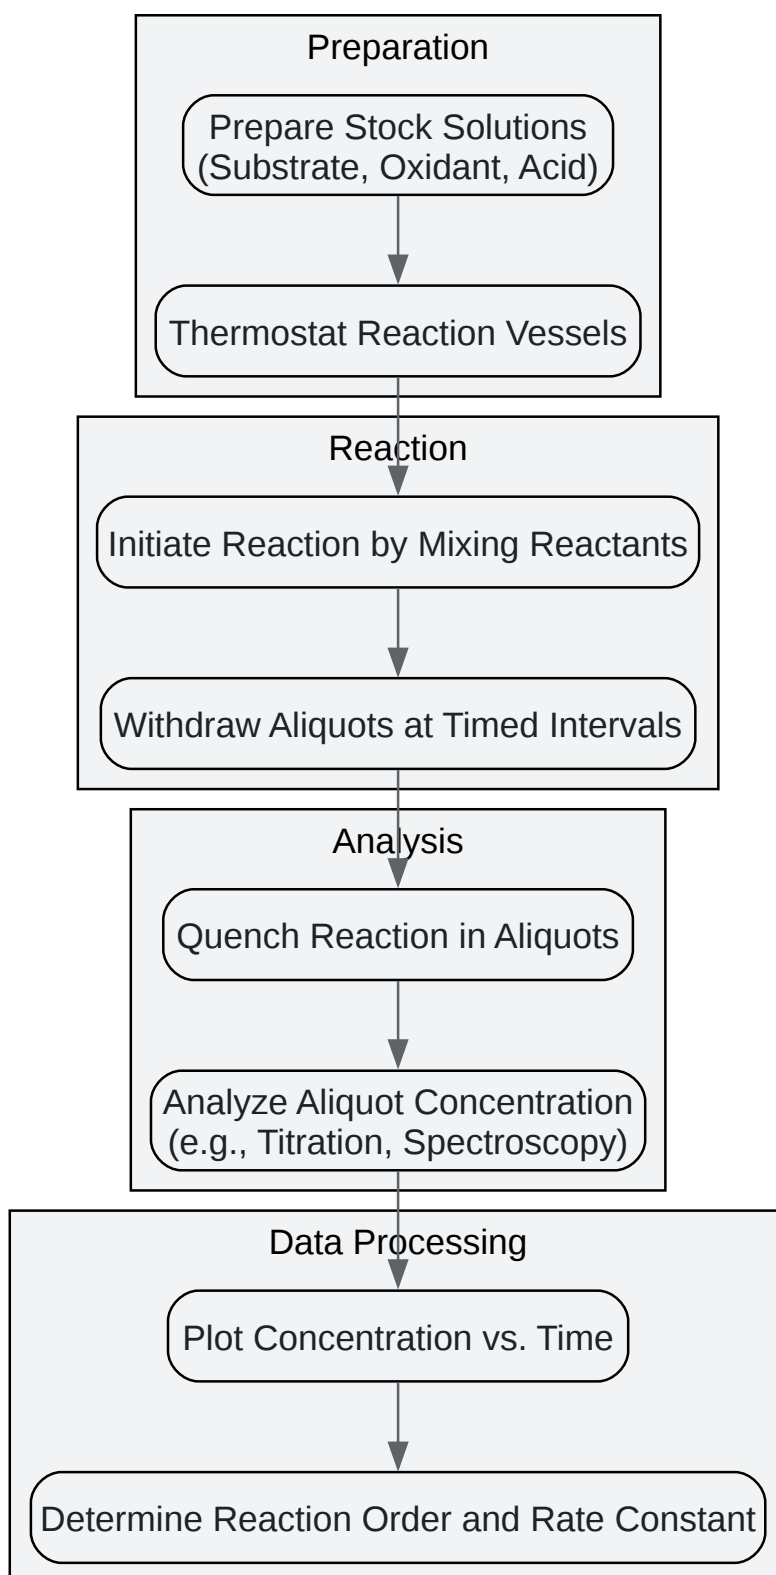 Preparation
Prepare Stock Solutions
(Substrate, Oxidant, Acid)
Thermostat Reaction Vessels
Reaction
Initiate Reaction by Mixing Reactants
Withdraw Aliquots at Timed Intervals
Analysis
Quench Reaction in Aliquots
Analyze Aliquot Concentration
(e.g., Titration, Spectroscopy)
Data Processing
Plot Concentration vs. Time
Determine Reaction Order and Rate Constant